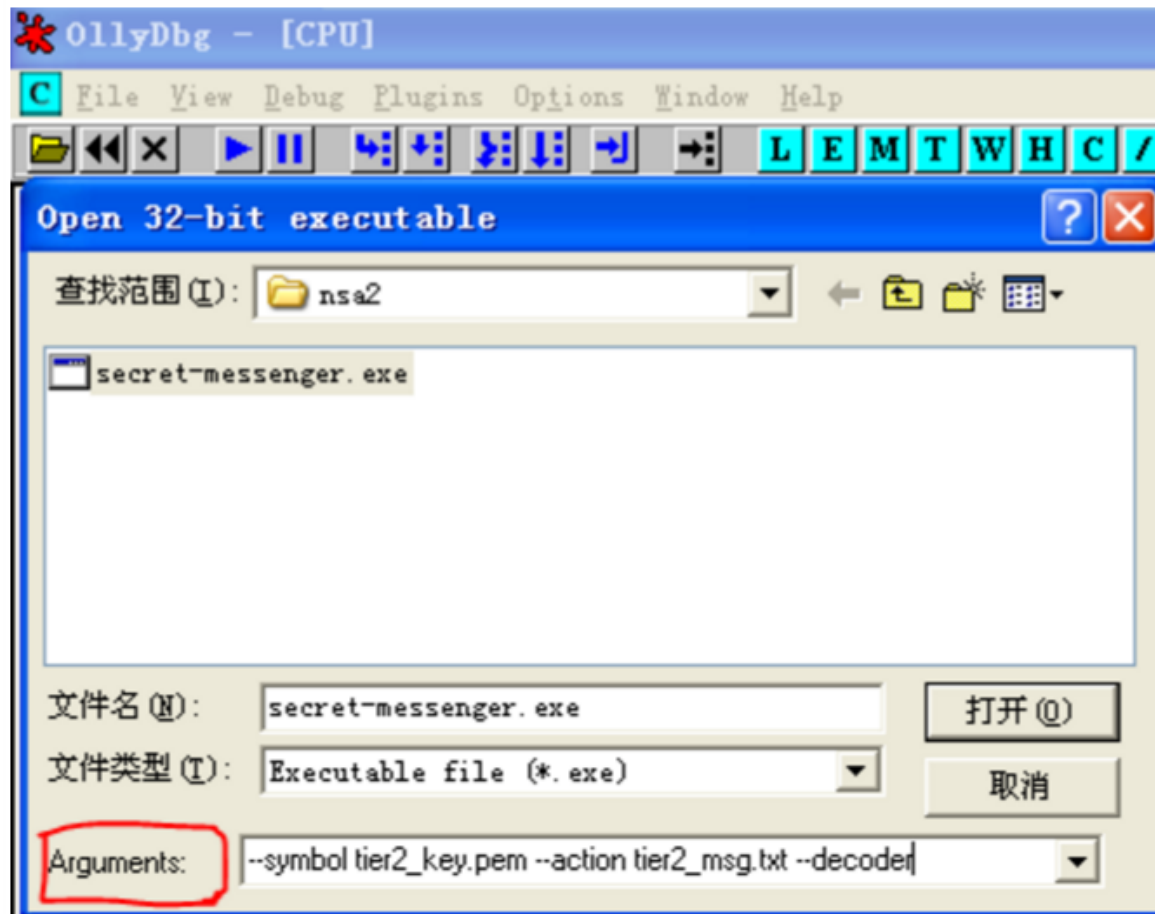 OllyDbg - [CPU]
C File View Debug Plugins Options Window Help
L E M T W H C /
Open 32-bit executable
查找范围(I): nsa2
secret-messenger.exe
文件名(N): secret-messenger.exe 打开(O)
文件类型(T): Executable file (*.exe) 取消
Arguments: --symbol tier2_key.pem --action tier2_msg.txt --decoder